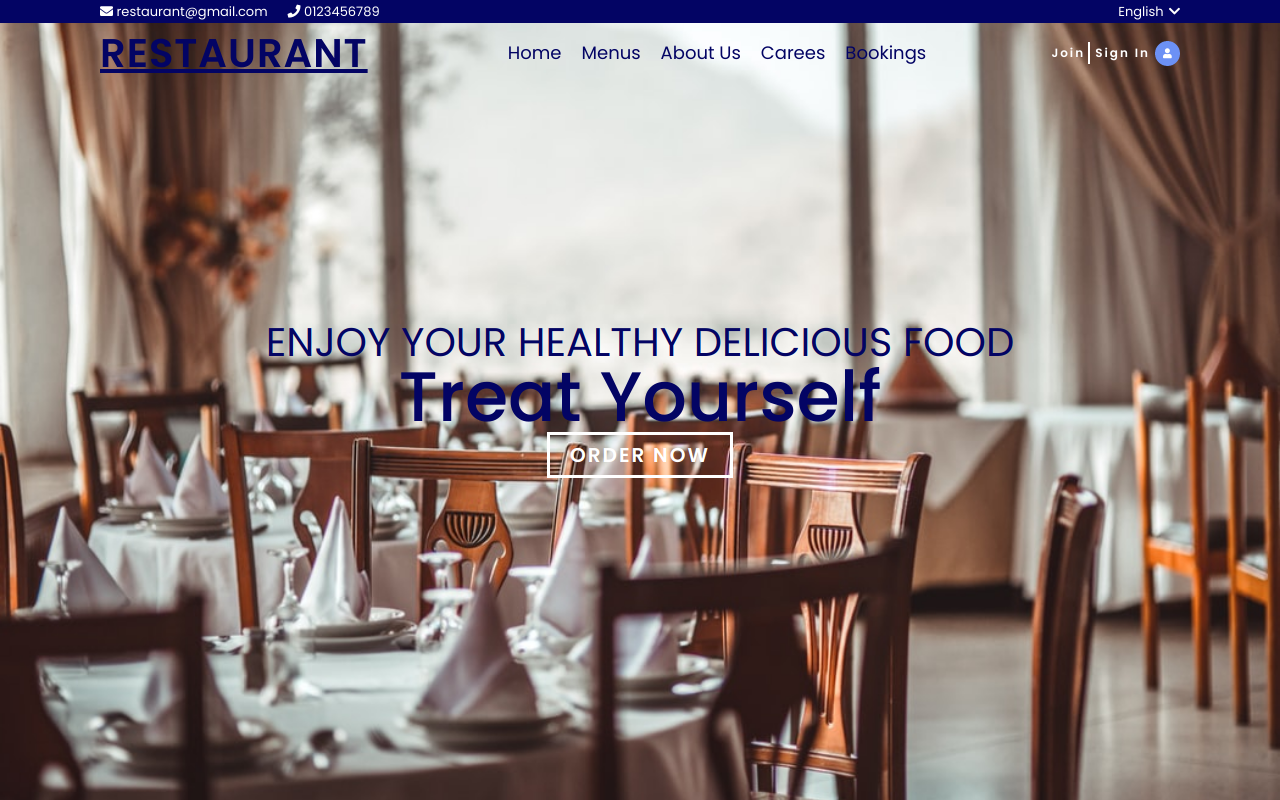 restaurant@gmail.com 0123456789 English
RESTAURANT Home Menus About Us Carees Bookings Join Sign In
ENJOY YOUR HEALTHY DELICIOUS FOOD
Treat Yourself
ORDER NOW